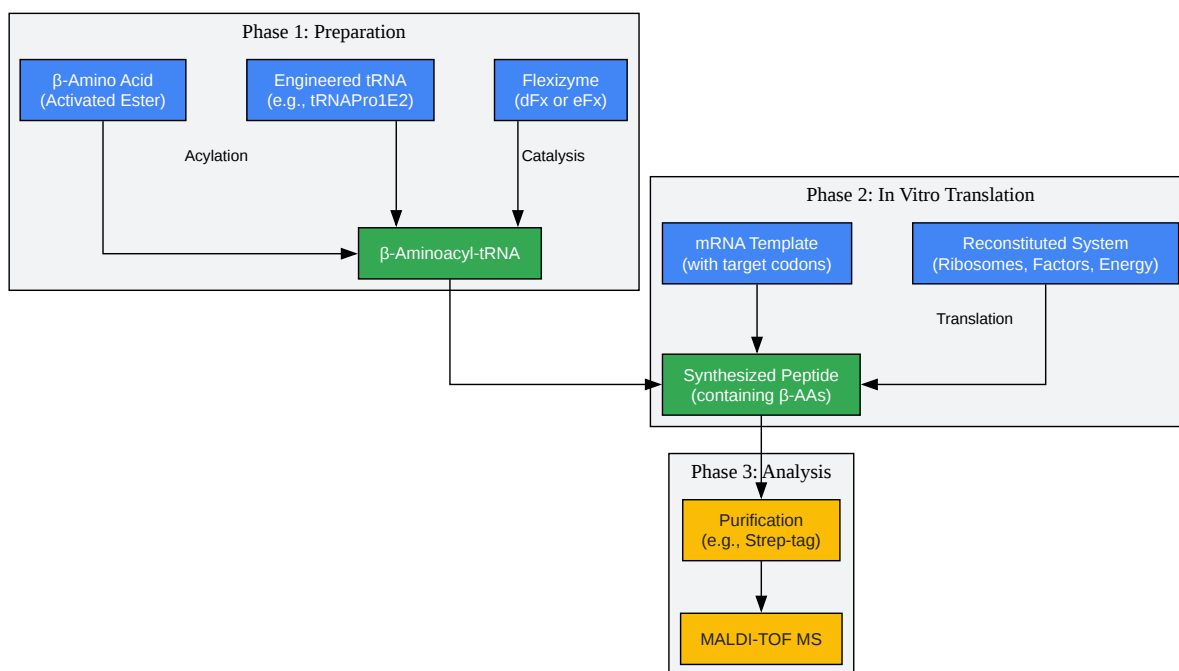 Phase 1: Preparation
β-Amino Acid
(Activated Ester)
Engineered tRNA
(e.g., tRNAPro1E2)
Flexizyme
(dFx or eFx)
Acylation
Catalysis
β-Aminoacyl-tRNA
Phase 2: In Vitro Translation
mRNA Template
(with target codons)
Reconstituted System
(Ribosomes, Factors, Energy)
Translation
Synthesized Peptide
(containing β-AAs)
Phase 3: Analysis
Purification
(e.g., Strep-tag)
MALDI-TOF MS